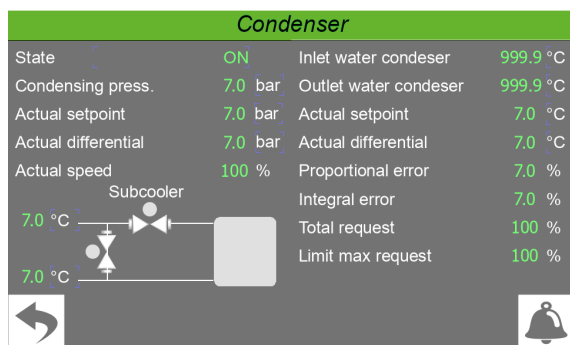 Condenser
State ON
Condensing press. 7.0 bar
Actual setpoint 7.0 bar
Actual differential 7.0 bar
Actual speed 100 %
Subcooler
7.0 °C
7.0 °C
Inlet water condeser 999.9 °C
Outlet water condeser 999.9 °C
Actual setpoint 7.0 °C
Actual differential 7.0 °C
Proportional error 7.0 %
Integral error 7.0 %
Total request 100 %
Limit max request 100 %